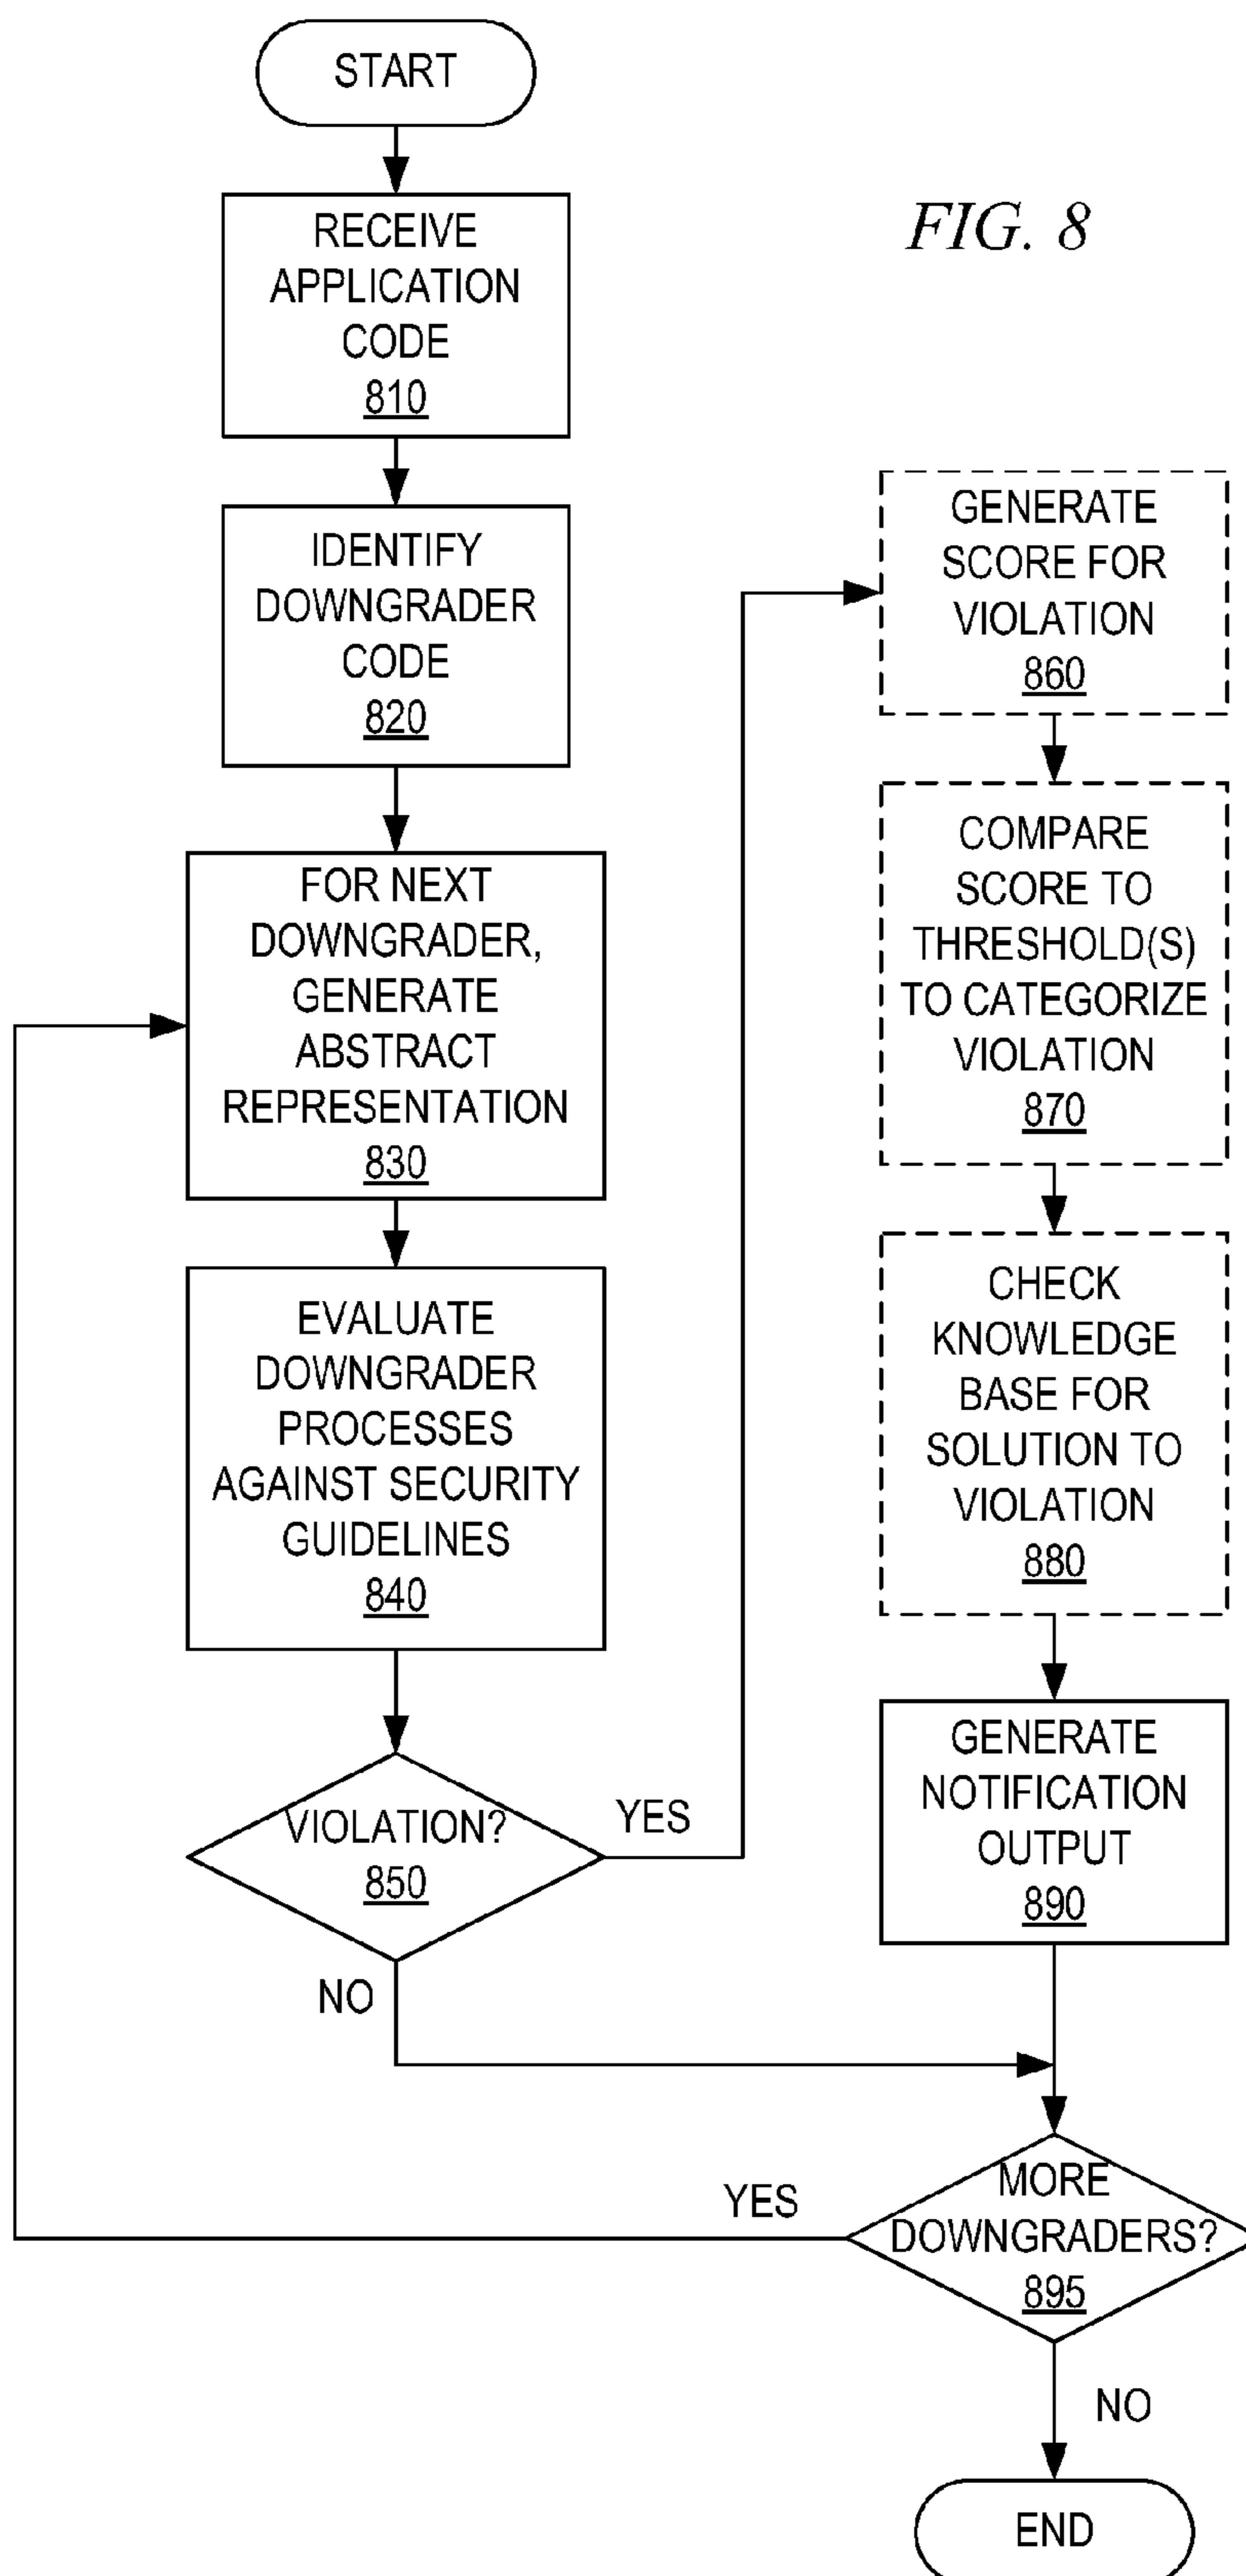 START
FIG. 8
RECEIVE
APPLICATION
CODE
810
IDENTIFY
DOWNGRADER
CODE
820
FOR NEXT
DOWNGRADER,
GENERATE
ABSTRACT
REPRESENTATION
830
EVALUATE
DOWNGRADER
PROCESSES
AGAINST SECURITY
GUIDELINES
840
VIOLATION?
850
YES
NO
GENERATE
SCORE FOR
VIOLATION
860
COMPARE
SCORE TO
THRESHOLD(S)
TO CATEGORIZE
VIOLATION
870
CHECK
KNOWLEDGE
BASE FOR
SOLUTION TO
VIOLATION
880
GENERATE
NOTIFICATION
OUTPUT
890
MORE
DOWNGRADERS?
895
YES
NO
END